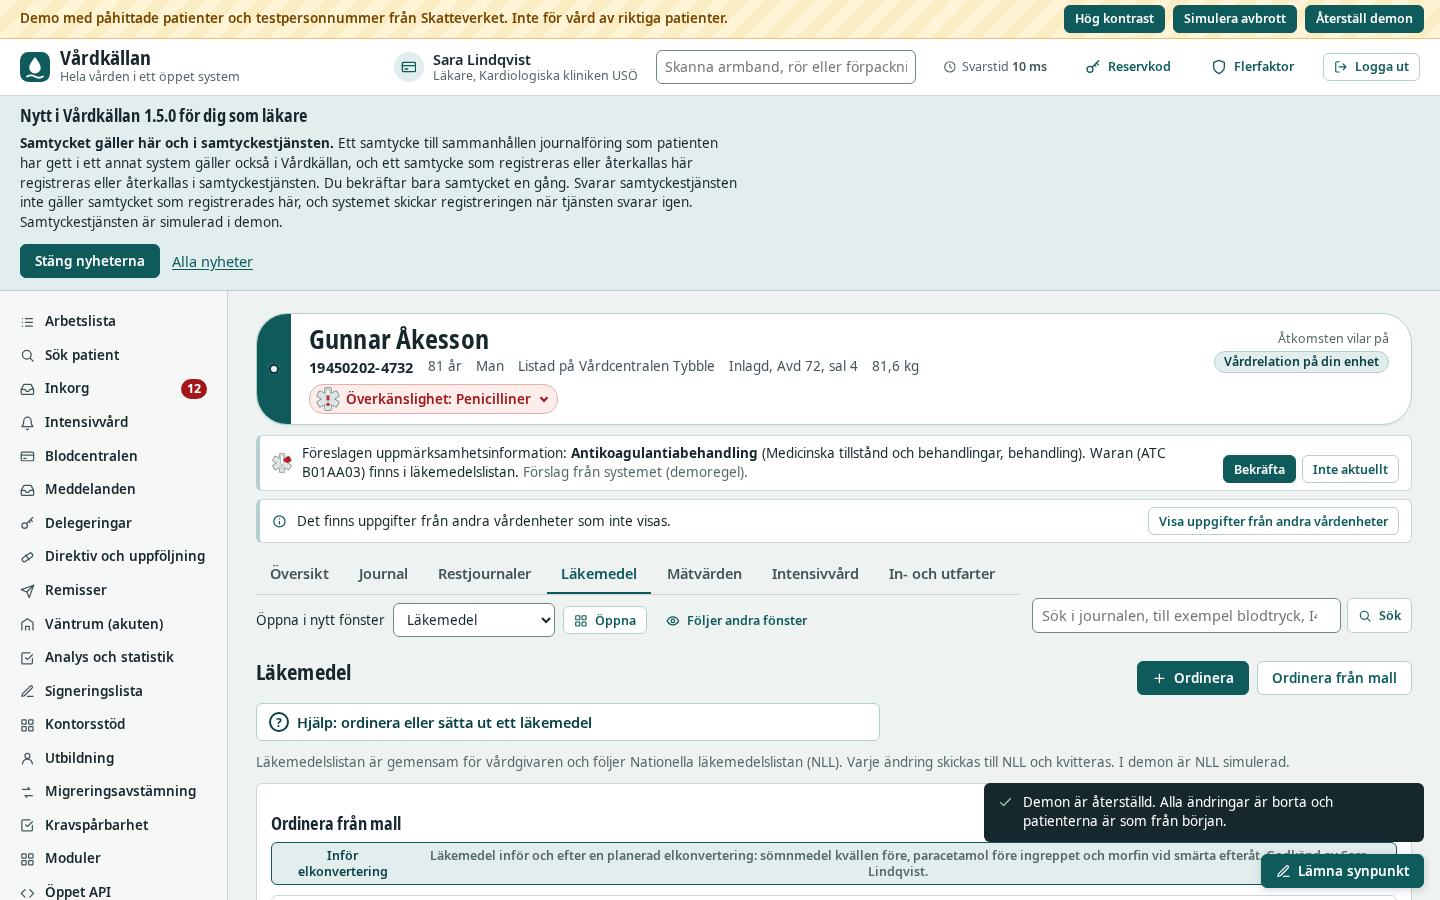 Demo med påhittade patienter och testpersonnummer från Skatteverket. Inte för vård av riktiga patienter.
Hög kontrast
Simulera avbrott
Återställ demon
Vårdkällan
Hela vården i ett öppet system
Sara Lindqvist
Läkare, Kardiologiska kliniken USÖ
Skanna armband, rör eller förpackni
Svarstid 10 ms
Reservkod
Flerfaktor
Logga ut
Nytt i Vårdkällan 1.5.0 för dig som läkare
Samtycket gäller här och i samtyckestjänsten. Ett samtycke till sammanhållen journalföring som patienten
har gett i ett annat system gäller också i Vårdkällan, och ett samtycke som registreras eller återkallas här
registreras eller återkallas i samtyckestjänsten. Du bekräftar bara samtycket en gång. Svarar samtyckestjänsten
inte gäller samtycket som registrerades här, och systemet skickar registreringen när tjänsten svarar igen.
Samtyckestjänsten är simulerad i demon.
Stäng nyheterna
Alla nyheter
Arbetslista
Sök patient
Inkorg 12
Intensivvård
Blodcentralen
Meddelanden
Delegeringar
Direktiv och uppföljning
Remisser
Väntrum (akuten)
Analys och statistik
Signeringslista
Kontorsstöd
Utbildning
Migreringsavstämning
Kravspårbarhet
Moduler
Öppet API
Gunnar Åkesson
19450202-4732 81 år Man Listad på Vårdcentralen Tybble Inlagd, Avd 72, sal 4 81,6 kg
Överkänslighet: Penicilliner
Åtkomsten vilar på
Vårdrelation på din enhet
Föreslagen uppmärksamhetsinformation: Antikoagulantiabehandling (Medicinska tillstånd och behandlingar, behandling). Waran (ATC
B01AA03) finns i läkemedelslistan. Förslag från systemet (demoregel).
Bekräfta
Inte aktuellt
Det finns uppgifter från andra vårdenheter som inte visas.
Visa uppgifter från andra vårdenheter
Översikt
Journal
Restjournaler
Läkemedel
Mätvärden
Intensivvård
In- och utfarter
Öppna i nytt fönster
Läkemedel
Öppna
Följer andra fönster
Sök i journalen, till exempel blodtryck, I
Sök
Läkemedel
Ordinera
Ordinera från mall
? Hjälp: ordinera eller sätta ut ett läkemedel
Läkemedelslistan är gemensam för vårdgivaren och följer Nationella läkemedelslistan (NLL). Varje ändring skickas till NLL och kvitteras. I demon är NLL simulerad.
Ordinera från mall
Demon är återställd. Alla ändringar är borta och
patienterna är som från början.
Inför
elkonvertering
Läkemedel inför och efter en planerad elkonvertering: sömnmedel kvällen före, paracetamol före ingreppet och morfin vid smärta efteråt. Godkänd av Sara
Lindqvist.
Lämna synpunkt